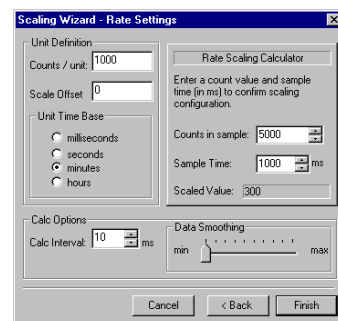 Scaling Wizard - Rate Settings
Unit Definition
Counts / unit: 1000
Scale Offset 0
Unit Time Base
milliseconds
seconds
minutes
hours
Rate Scaling Calculator
Enter a count value and sample
time (in ms) to confirm scaling
configuration.
Counts in sample: 5000
Sample Time: 1000 ms
Scaled Value: 300
Calc Options
Calc Interval: 10 ms
Data Smoothing
min max
Cancel < Back Finish